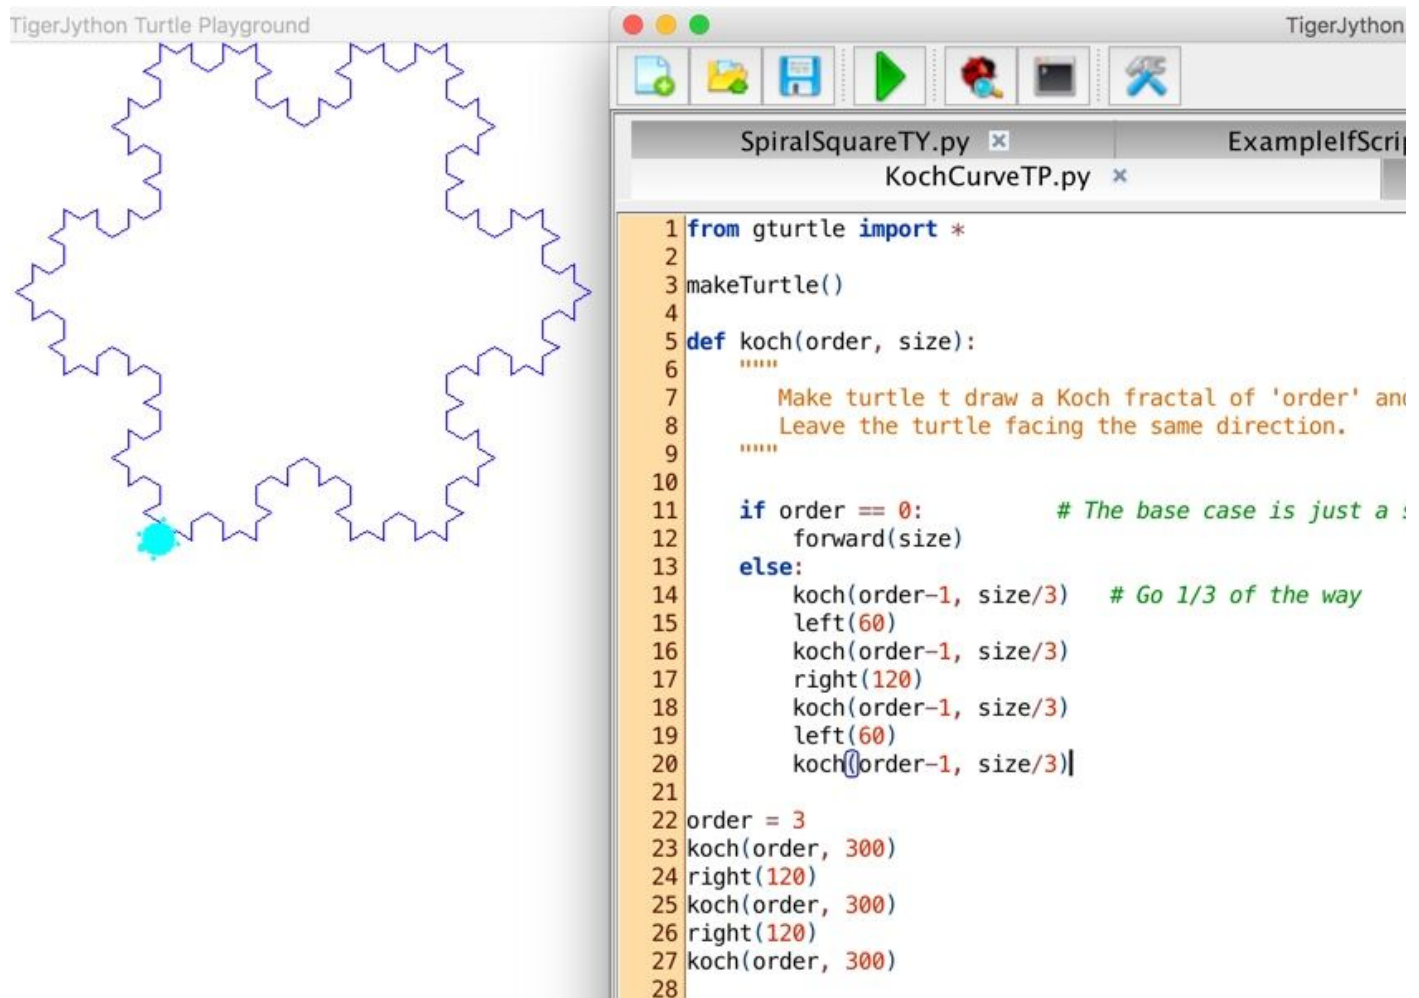 TigerJython Turtle Playground
TigerJython
SpiralSquareTY.py
ExampleIfScrip
KochCurveTP.py
1 from gturtle import *
2
3 makeTurtle()
4
5 def koch(order, size):
6     """
7        Make turtle t draw a Koch fractal of 'order' and
8        Leave the turtle facing the same direction.
9     """
10
11     if order == 0:          # The base case is just a s
12         forward(size)
13     else:
14         koch(order-1, size/3)   # Go 1/3 of the way
15         left(60)
16         koch(order-1, size/3)
17         right(120)
18         koch(order-1, size/3)
19         left(60)
20         koch(order-1, size/3)
21
22 order = 3
23 koch(order, 300)
24 right(120)
25 koch(order, 300)
26 right(120)
27 koch(order, 300)
28